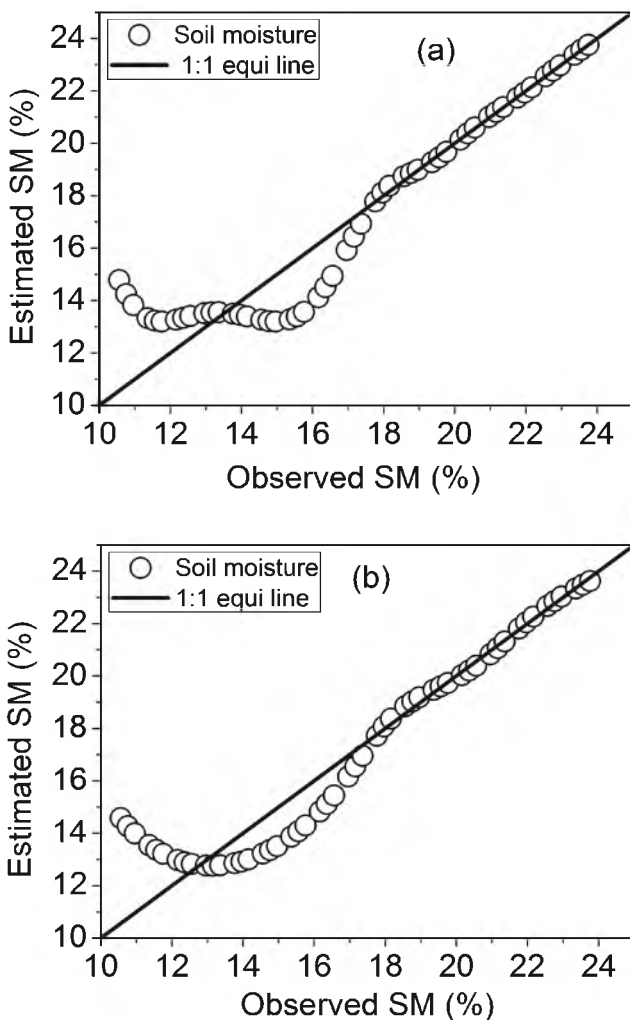 Soil moisture
1:1 equi line
(a)
24
22
20
18
16
14
12
10
Estimated SM (%)
10 12 14 16 18 20 22 24
Observed SM (%)
Soil moisture
1:1 equi line
(b)
24
22
20
18
16
14
12
10
Estimated SM (%)
10 12 14 16 18 20 22 24
Observed SM (%)